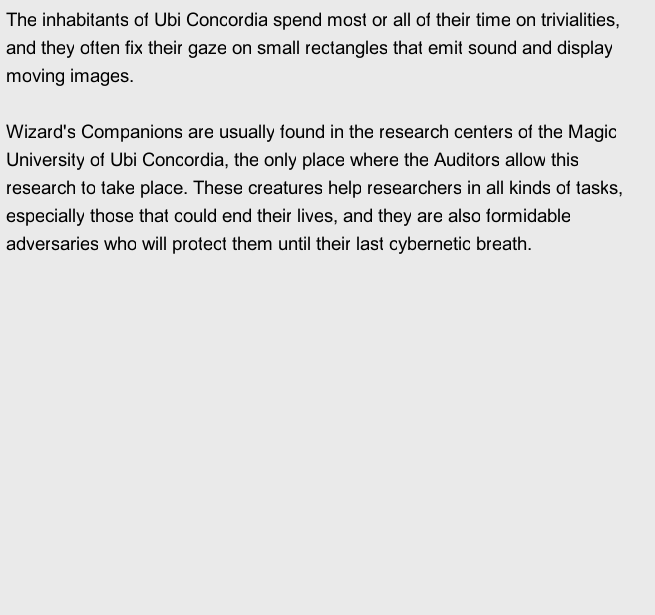 The inhabitants of Ubi Concordia spend most or all of their time on trivialities,
and they often fix their gaze on small rectangles that emit sound and display
moving images.
Wizard's Companions are usually found in the research centers of the Magic
University of Ubi Concordia, the only place where the Auditors allow this
research to take place. These creatures help researchers in all kinds of tasks,
especially those that could end their lives, and they are also formidable
adversaries who will protect them until their last cybernetic breath.